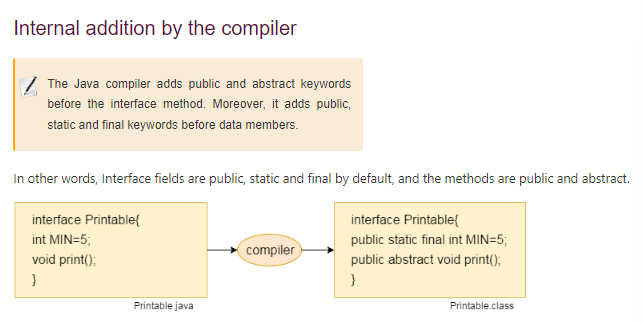 Internal addition by the compiler
The Java compiler adds public and abstract keywords
before the interface method. Moreover, it adds public,
static and final keywords before data members.
In other words, Interface fields are public, static and final by default, and the methods are public and abstract.
interface Printable{
int MIN=5;
void print();
}
Printable.java
compiler
interface Printable{
public static final int MIN=5;
public abstract void print();
}
Printable.class